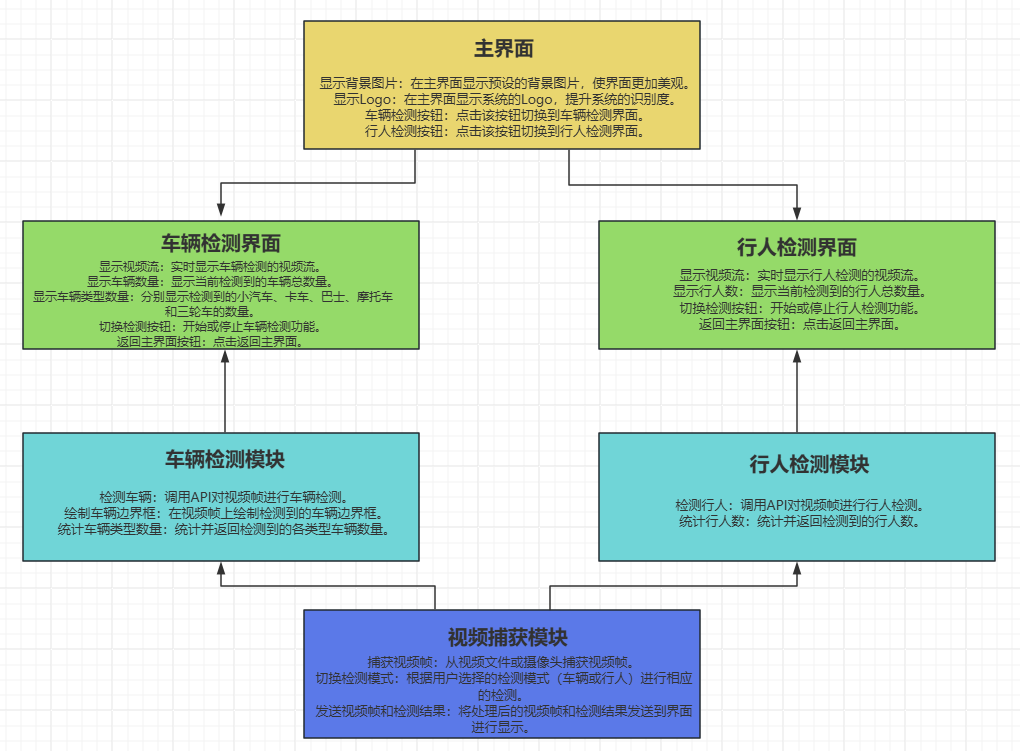 主界面
显示背景图片：在主界面显示预设的背景图片，使界面更加美观。
显示Logo：在主界面显示系统的Logo，提升系统的识别度。
车辆检测按钮：点击该按钮切换到车辆检测界面。
行人检测按钮：点击该按钮切换到行人检测界面。
车辆检测界面
显示视频流：实时显示车辆检测的视频流。
显示车辆数量：显示当前检测到的车辆总数量。
显示车辆类型数量：分别显示检测到的小汽车、卡车、巴士、摩托车
和三轮车的数量。
切换检测按钮：开始或停止车辆检测功能。
返回主界面按钮：点击返回主界面。
行人检测界面
显示视频流：实时显示行人检测的视频流。
显示行人数：显示当前检测到的行人总数量。
切换检测按钮：开始或停止行人检测功能。
返回主界面按钮：点击返回主界面。
车辆检测模块
检测车辆：调用API对视频帧进行车辆检测。
绘制车辆边界框：在视频帧上绘制检测到的车辆边界框。
统计车辆类型数量：统计并返回检测到的各类型车辆数量。
行人检测模块
检测行人：调用API对视频帧进行行人检测。
统计行人数：统计并返回检测到的行人数。
视频捕获模块
捕获视频帧：从视频文件或摄像头捕获视频帧。
切换检测模式：根据用户选择的检测模式（车辆或行人）进行相应
的检测。
发送视频帧和检测结果：将处理后的视频帧和检测结果发送到界面
进行显示。